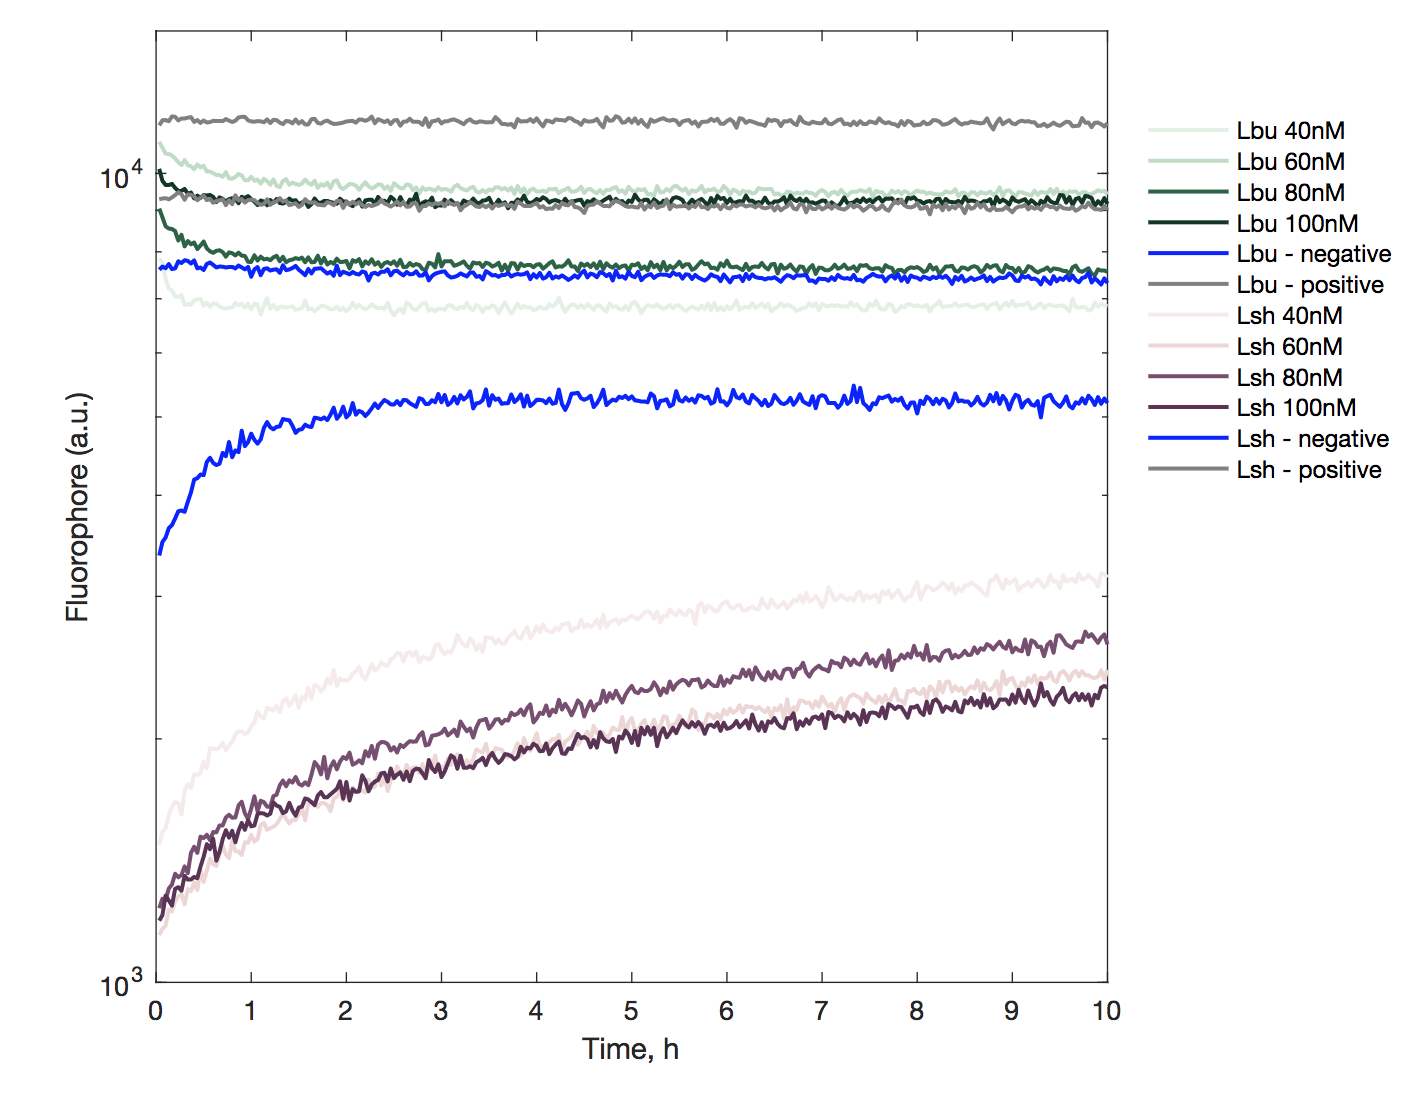 Fluorophore (a.u.)
10^4
10^3
0 1 2 3 4 5 6 7 8 9 10
Time, h
Lbu 40nM
Lbu 60nM
Lbu 80nM
Lbu 100nM
Lbu - negative
Lbu - positive
Lsh 40nM
Lsh 60nM
Lsh 80nM
Lsh 100nM
Lsh - negative
Lsh - positive